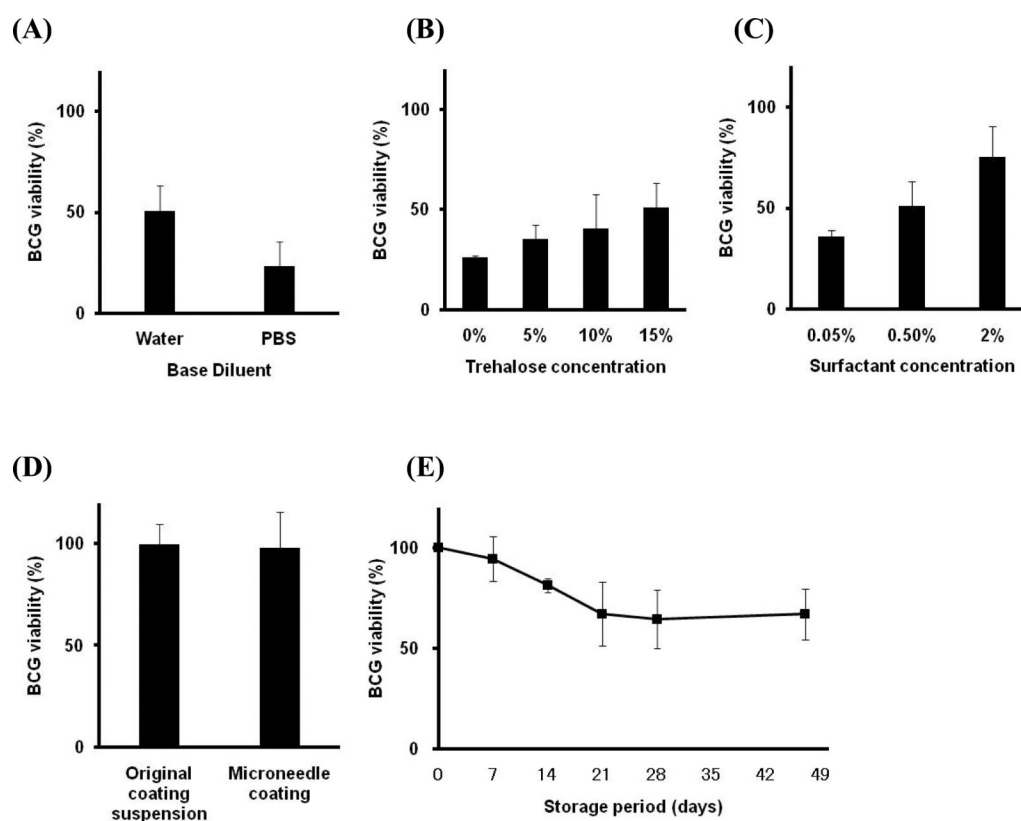 (A)
100
50
0
BCG viability (%)
Water PBS
Base Diluent
(B)
100
50
0
BCG viability (%)
0% 5% 10% 15%
Trehalose concentration
(C)
100
50
0
BCG viability (%)
0.05% 0.50% 2%
Surfactant concentration
(D)
100
50
0
BCG viability (%)
Original
coating
suspension
Microneedle
coating
(E)
100
50
0
BCG viability (%)
0 7 14 21 28 35 42 49
Storage period (days)